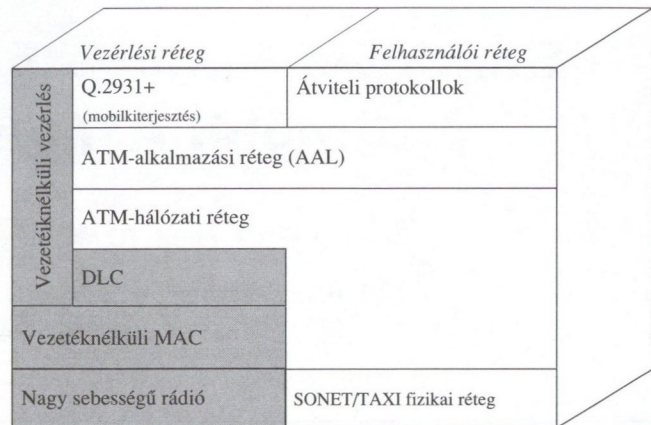 Vezérlési réteg
Felhasználói réteg
Vezetéiknélküli vezérlés
Q.2931+
(mobilkiterjesztés)
Átviteli protokollok
ATM-alkalmazási réteg (AAL)
ATM-hálózati réteg
DLC
Vezetéknélküli MAC
Nagy sebességű rádió
SONET/TAXI fizikai réteg